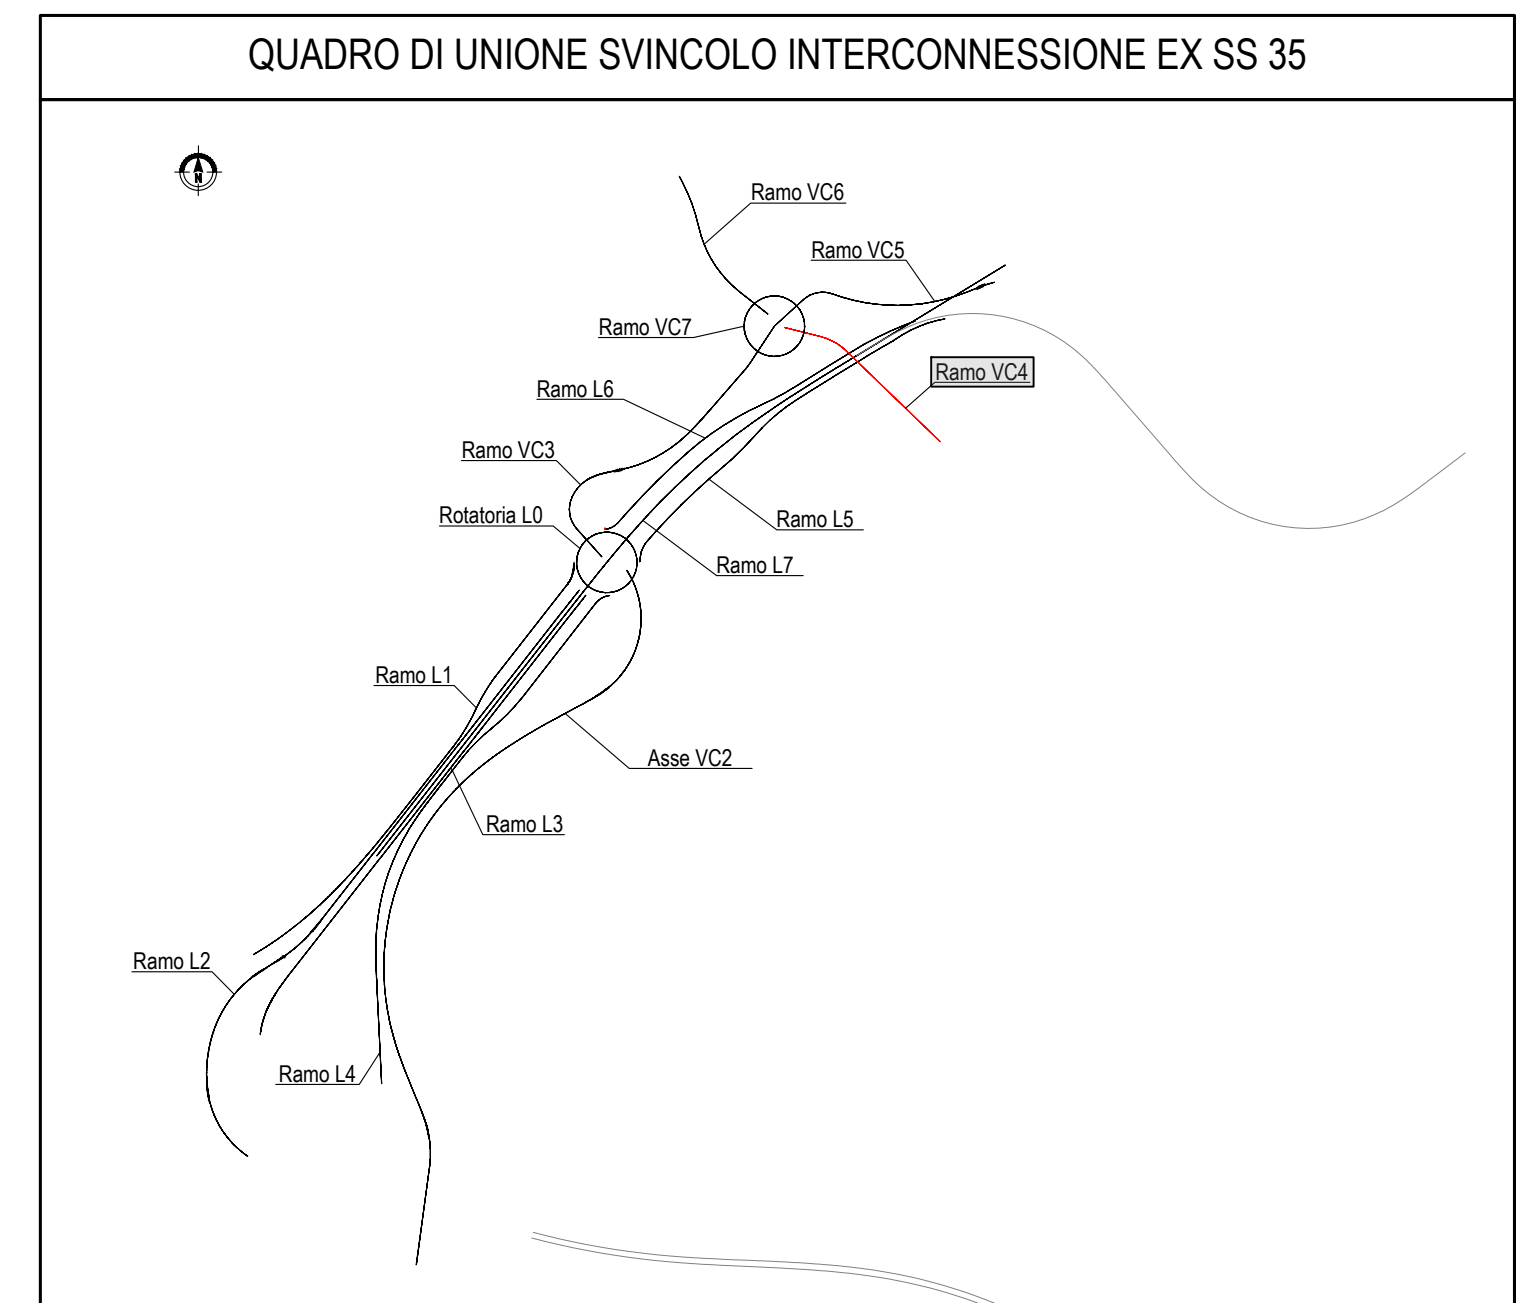 QUADRO DI UNIONE SVINCOLO INTERCONNESSIONE EX SS 35
N
Ramo VC6
Ramo VC5
Ramo VC7
Ramo VC4
Ramo L6
Ramo VC3
Rotatoria L0
Ramo L5
Ramo L7
Ramo L1
Asse VC2
Ramo L3
Ramo L2
Ramo L4